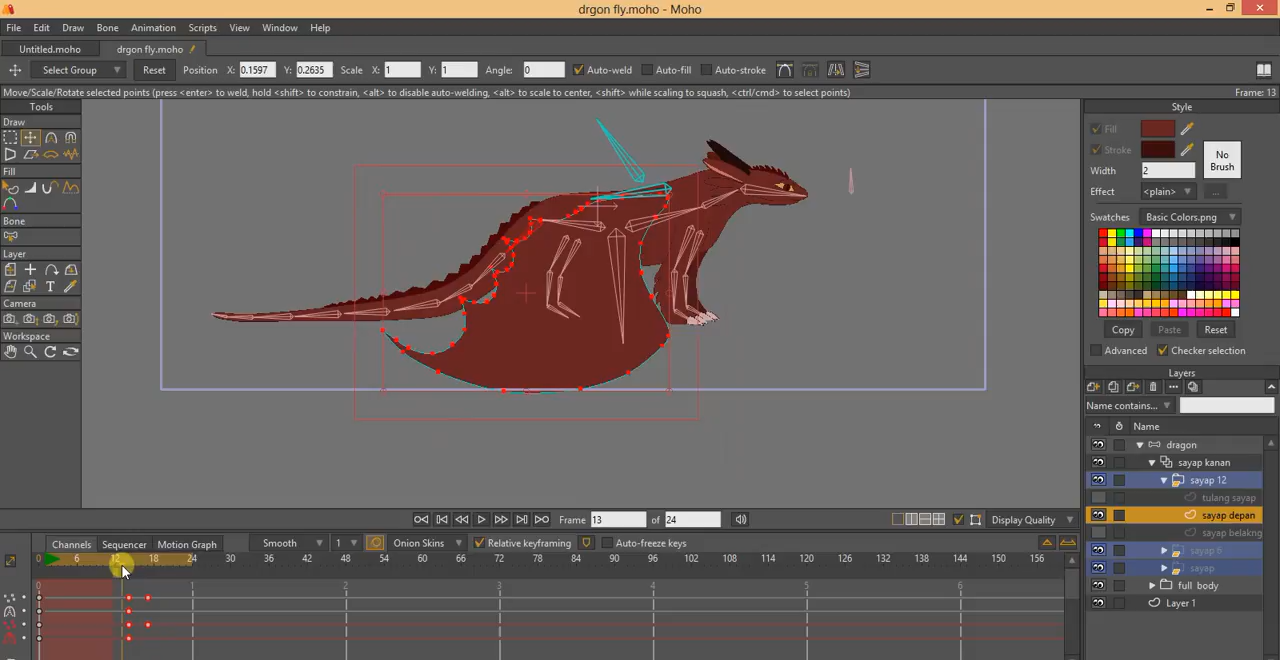 drgon fly.moho - Moho
File Edit Draw Bone Animation Scripts View Window Help
Untitled.moho drgon fly.moho
Select Group Reset Position X: 0.1597 Y: 0.2635 Scale X: 1 Y: 1 Angle: 0 Auto-weld Auto-fill Auto-stroke
Move/Scale/Rotate selected points (press <enter> to weld, hold <shift> to constrain, <alt> to disable auto-welding, <alt> to scale to center, <shift> while scaling to squash, <ctrl/cmd> to select points) Frame: 13
Tools
Draw
Fill
Bone
Layer
Camera
Workspace
Style
Fill
Stroke
No Brush
Width 2
Effect <plain> ...
Swatches Basic Colors.png
Copy Paste Reset
Advanced Checker selection
Layers
Name contains...
Name
dragon
sayap kanan
sayap 12
tulang sayap
sayap depan
sayap belakng
sayap 6
sayap
full body
Layer 1
Frame 13 of 24 Display Quality
Channels Sequencer Motion Graph Smooth 1 Onion Skins Relative keyframing Auto-freeze keys
0 6 12 18 24 30 36 42 48 54 60 66 72 78 84 90 96 102 108 114 120 126 132 138 144 150 156
0 1 2 3 4 5 6